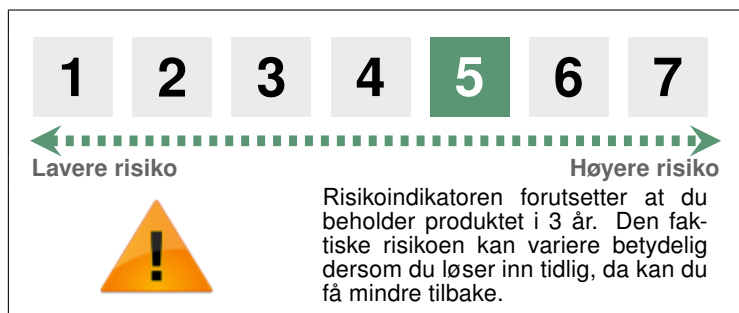 1 2 3 4 5 6 7
Lavere risiko Høyere risiko
Risikoindikatoren forutsetter at du
beholder produktet i 3 år. Den fak-
tiske risikoen kan variere betydelig
dersom du løser inn tidlig, da kan du
få mindre tilbake.